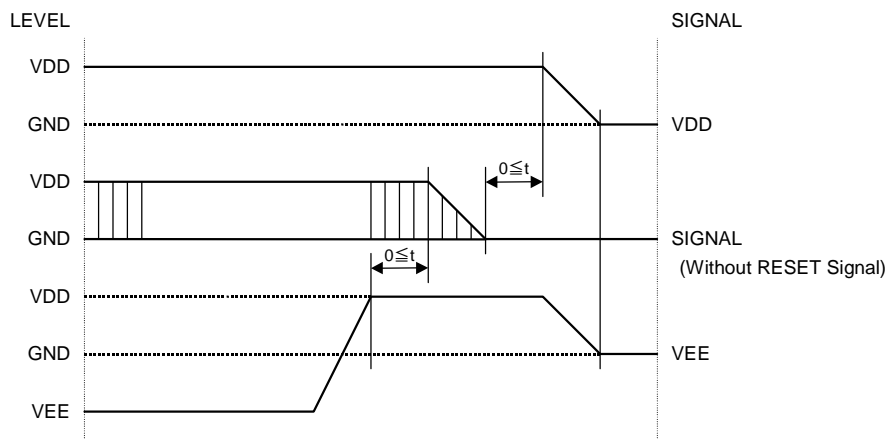 LEVEL SIGNAL
VDD
GND VDD
0≦t
VDD
GND SIGNAL
0≦t (Without RESET Signal)
VDD
GND VEE
VEE